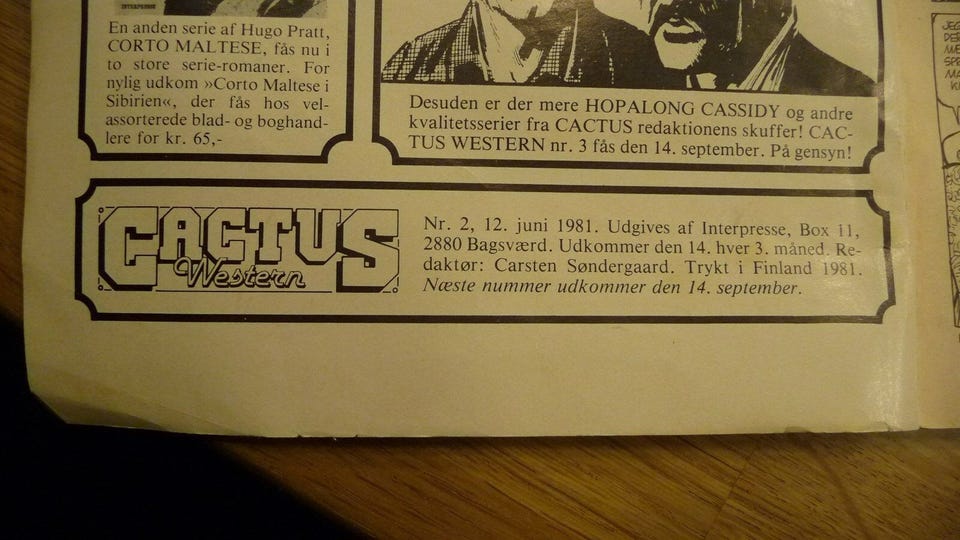 INTERPRESSE
En anden serie af Hugo Pratt,
CORTO MALTESE, fås nu i
to store serie-romaner. For
nylig udkom »Corto Maltese i
Sibirien«, der fås hos vel-
assorterede blad- og boghand-
lere for kr. 65,-
Desuden er der mere HOPALONG CASSIDY og andre
kvalitetsserier fra CACTUS redaktionens skuffer! CAC-
TUS WESTERN nr. 3 fås den 14. september. På gensyn!
CACTUS
Western
Nr. 2, 12. juni 1981. Udgives af Interpresse, Box 11,
2880 Bagsværd. Udkommer den 14. hver 3. måned. Re-
daktør: Carsten Søndergaard. Trykt i Finland 1981.
Næste nummer udkommer den 14. september.